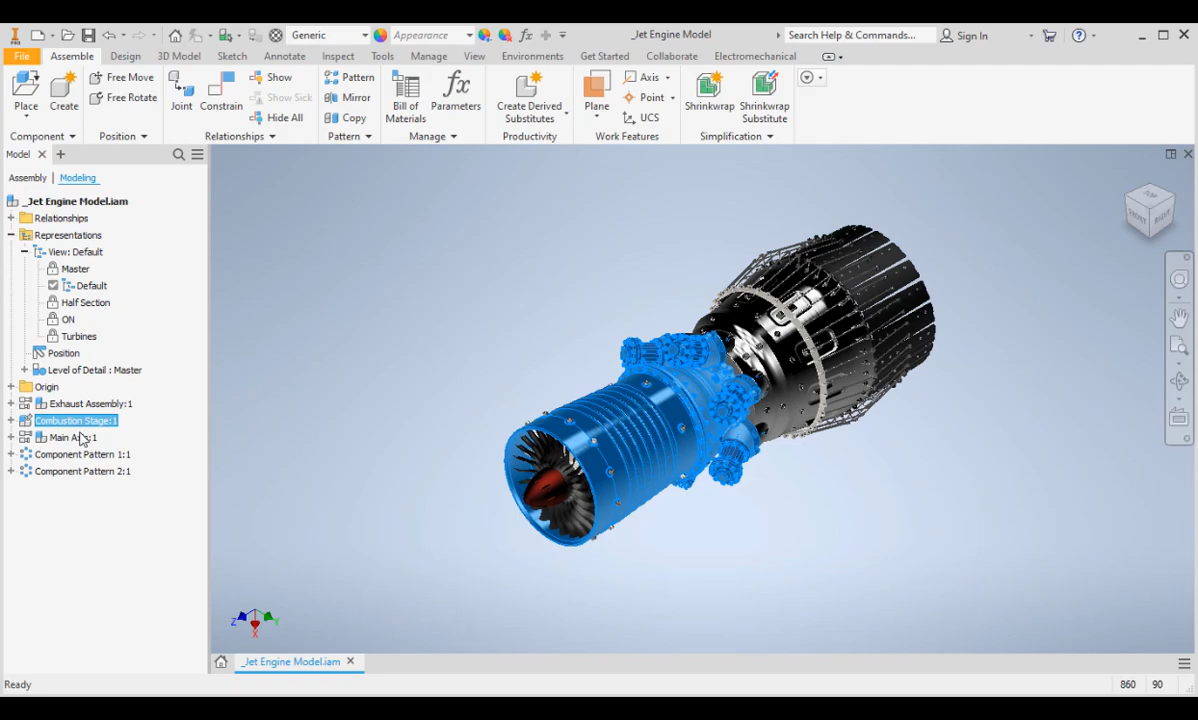 PRO
Generic
Appearance
fx
_Jet Engine Model
Search Help & Commands...
Sign In
File
Assemble
Design
3D Model
Sketch
Annotate
Inspect
Tools
Manage
View
Environments
Get Started
Collaborate
Electromechanical
Place
Create
Free Move
Free Rotate
Joint
Constrain
Show
Show Sick
Hide All
Pattern
Mirror
Copy
Bill of
Materials
fx
Parameters
Create Derived
Substitutes
Plane
Axis
Point
UCS
Shrinkwrap
Shrinkwrap
Substitute
Component
Position
Relationships
Pattern
Manage
Productivity
Work Features
Simplification
Model
Assembly
Modeling
_Jet Engine Model.iam
Relationships
Representations
View: Default
Master
Default
Half Section
ON
Turbines
Position
Level of Detail : Master
Origin
Exhaust Assembly:1
Combustion Stage:1
Main :1
Component Pattern 1:1
Component Pattern 2:1
TOP
FRONT
RIGHT
Z
Y
X
_Jet Engine Model.iam
Ready
860
90